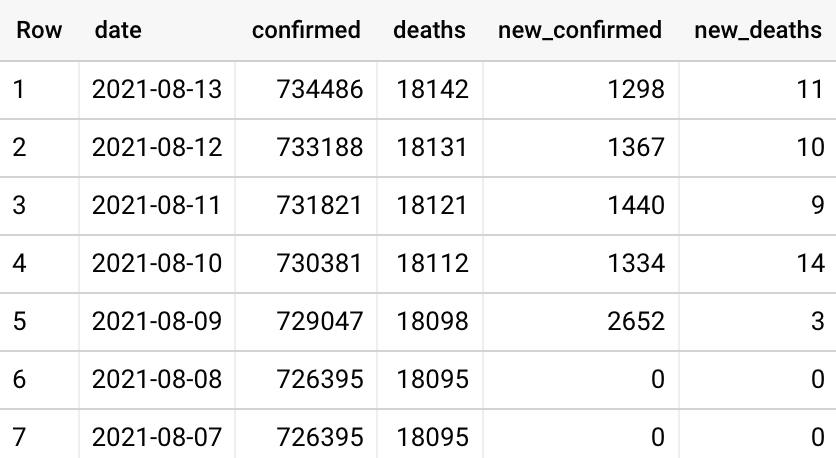 Row date confirmed deaths new_confirmed new_deaths
1 2021-08-13 734486 18142 1298 11
2 2021-08-12 733188 18131 1367 10
3 2021-08-11 731821 18121 1440 9
4 2021-08-10 730381 18112 1334 14
5 2021-08-09 729047 18098 2652 3
6 2021-08-08 726395 18095 0 0
7 2021-08-07 726395 18095 0 0